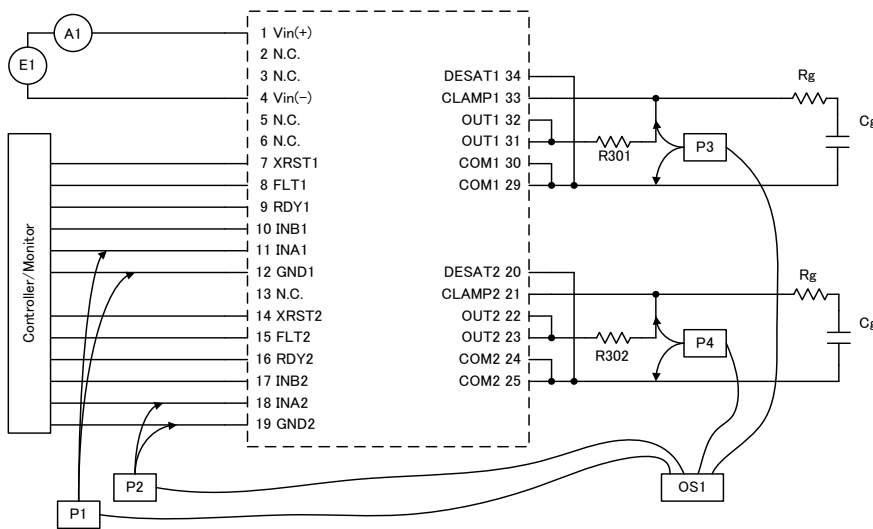 A1
E1
1 Vin(+)
2 N.C.
3 N.C.
4 Vin(-)
5 N.C.
6 N.C.
7 XRST1
8 FLT1
9 RDY1
10 INB1
11 INA1
12 GND1
13 N.C.
14 XRST2
15 FLT2
16 RDY2
17 INB2
18 INA2
19 GND2
Controller/Monitor
DESAT1 34
CLAMP1 33
OUT1 32
OUT1 31
COM1 30
COM1 29
DESAT2 20
CLAMP2 21
OUT2 22
OUT2 23
COM2 24
COM2 25
R301
P3
Rg
Cg
R302
P4
Rg
Cg
P1
P2
OS1